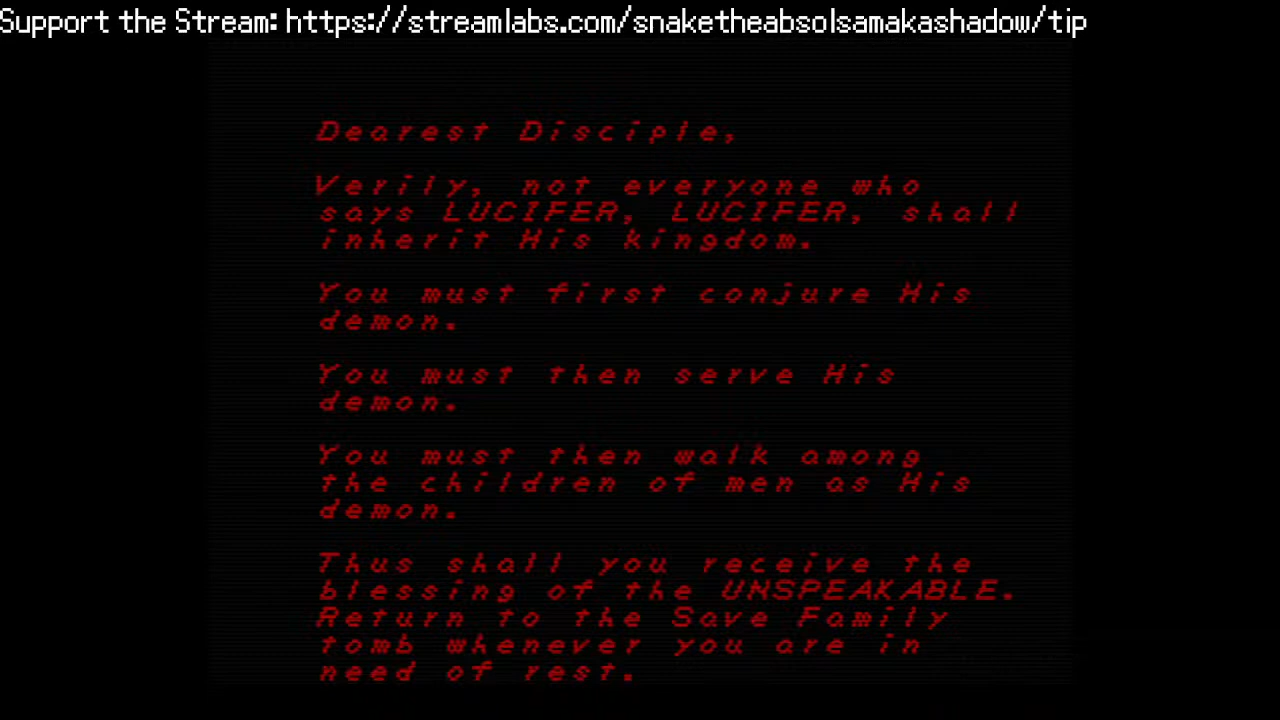 Support the Stream: https://streamlabs.com/snaketheabsolsamakashadow/tip
Dearest Disciple,
Verily, not everyone who
says LUCIFER, LUCIFER, shall
inherit His kingdom.
You must first conjure His
demon.
You must then serve His
demon.
You must then walk among
the children of men as His
demon.
Thus shall you receive the
blessing of the UNSPEAKABLE.
Return to the Save Family
tomb whenever you are in
need of rest.